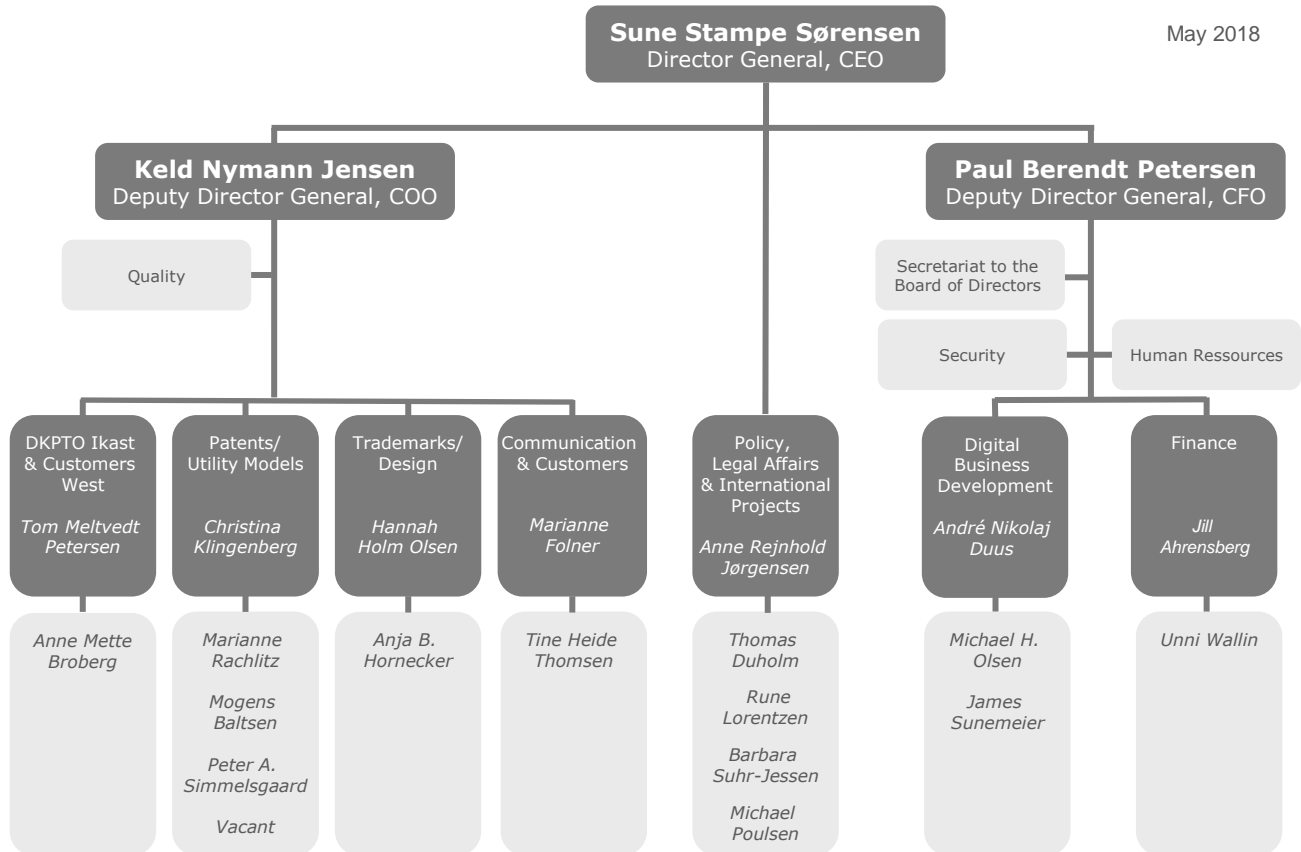 Sune Stampe Sørensen
Director General, CEO
May 2018
Keld Nymann Jensen
Deputy Director General, COO
Paul Berendt Petersen
Deputy Director General, CFO
Quality
Secretariat to the
Board of Directors
Security
Human Ressources
DKPTO Ikast
& Customers
West
Tom Meltvedt
Petersen
Patents/
Utility Models
Christina
Klingenberg
Trademarks/
Design
Hannah
Holm Olsen
Communication
& Customers
Marianne
Folner
Policy,
Legal Affairs
& International
Projects
Anne Rejnhold
Jørgensen
Digital
Business
Development
André Nikolaj
Duus
Finance
Jill
Ahrensberg
Anne Mette
Broberg
Marianne
Rachlitz
Mogens
Baltsen
Peter A.
Simmelsgaard
Vacant
Anja B.
Hornecker
Tine Heide
Thomsen
Thomas
Duholm
Rune
Lorentzen
Barbara
Suhr-Jessen
Michael
Poulsen
Michael H.
Olsen
James
Sunemeier
Unni Wallin